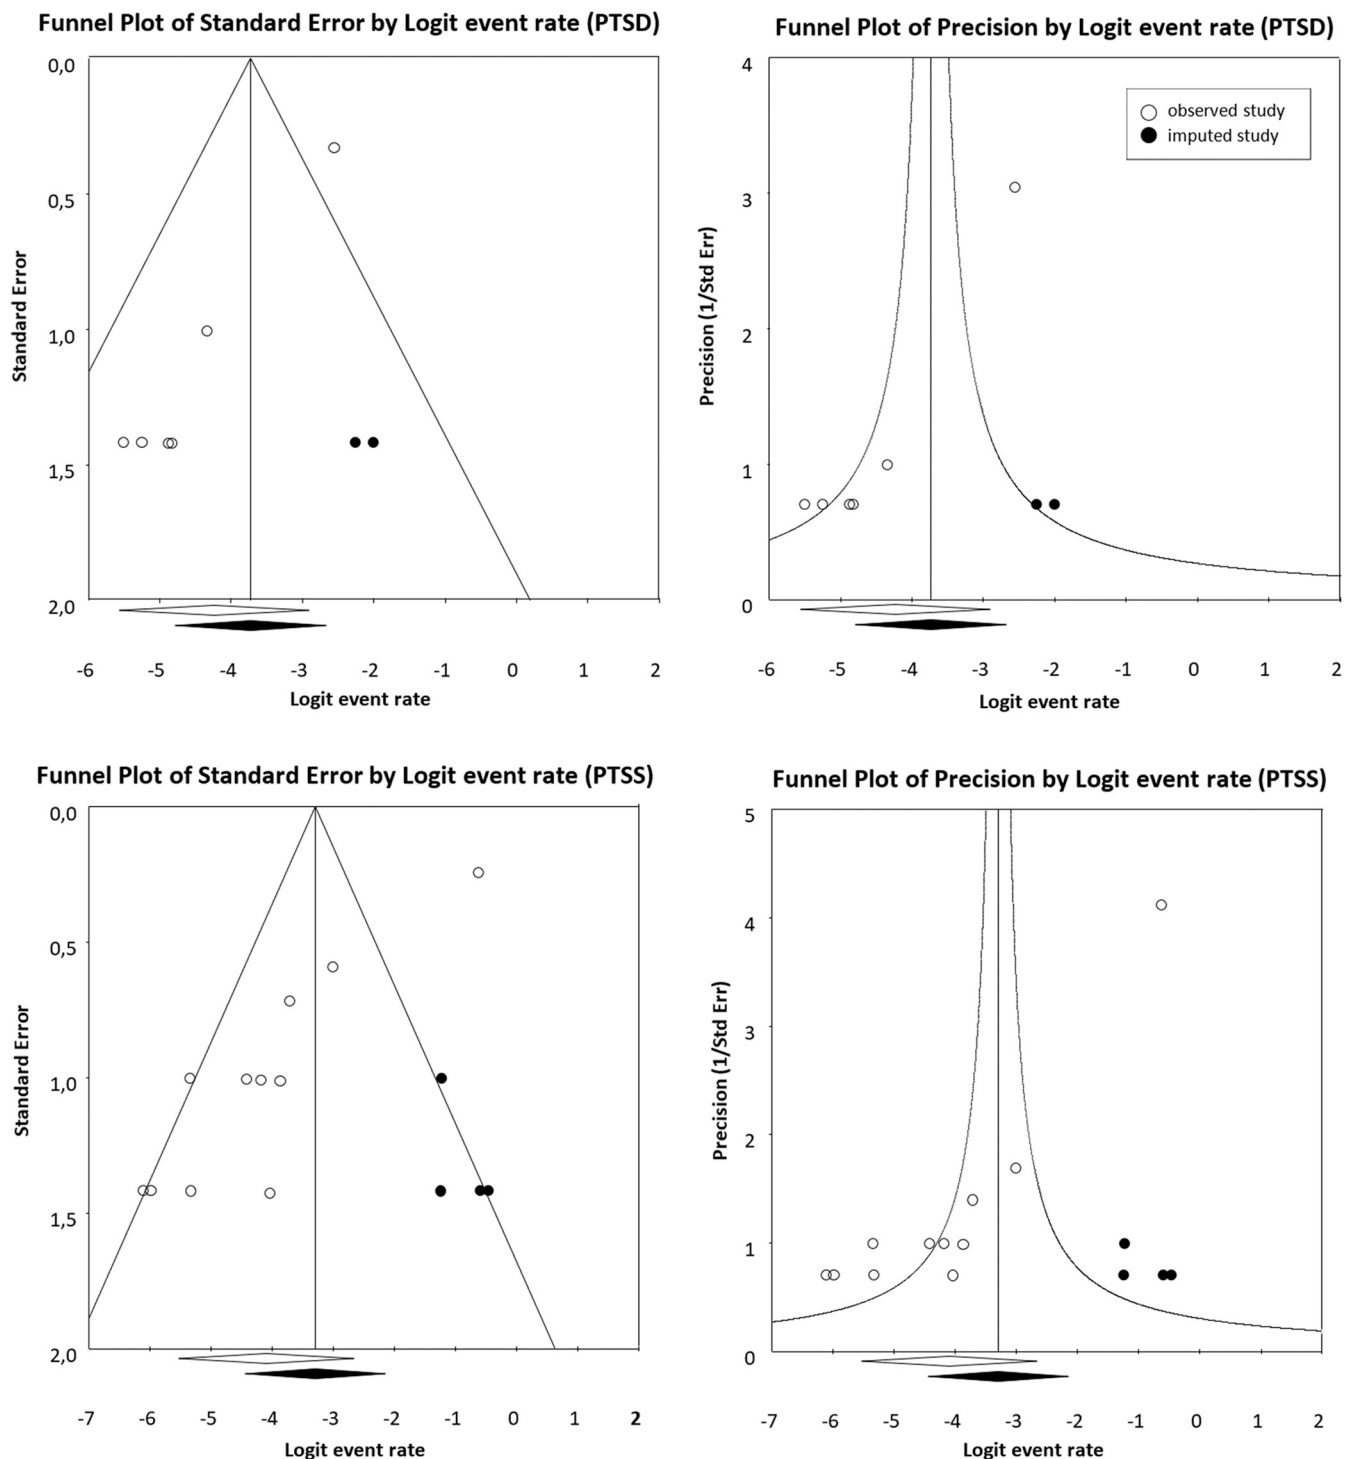 Funnel Plot of Standard Error by Logit event rate (PTSD)
0,0
0,5
1,0
1,5
2,0
Standard Error
-6 -5 -4 -3 -2 -1 0 1 2
Logit event rate
Funnel Plot of Precision by Logit event rate (PTSD)
observed study
imputed study
4
3
2
1
0
Precision (1/Std Err)
-6 -5 -4 -3 -2 -1 0 1 2
Logit event rate
Funnel Plot of Standard Error by Logit event rate (PTSS)
0,0
0,5
1,0
1,5
2,0
Standard Error
-7 -6 -5 -4 -3 -2 -1 0 1 2
Logit event rate
Funnel Plot of Precision by Logit event rate (PTSS)
5
4
3
2
1
0
Precision (1/Std Err)
-7 -6 -5 -4 -3 -2 -1 0 1 2
Logit event rate